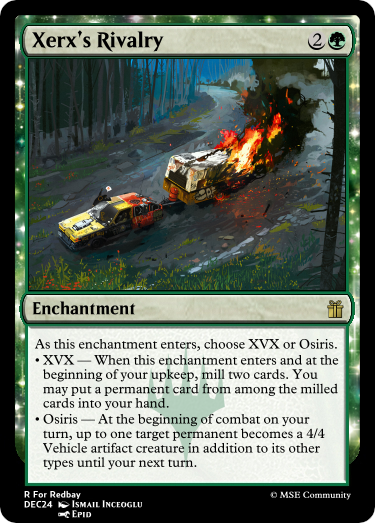 Xerx's Rivalry 2
Enchantment
As this enchantment enters, choose XVX or Osiris.
• XVX — When this enchantment enters and at the
beginning of your upkeep, mill two cards. You
may put a permanent card from among the milled
cards into your hand.
• Osiris — At the beginning of combat on your
turn, up to one target permanent becomes a 4/4
Vehicle artifact creature in addition to its other
types until your next turn.
R For Redbay
DEC24 Ismail Inceoglu © MSE Community
Epid